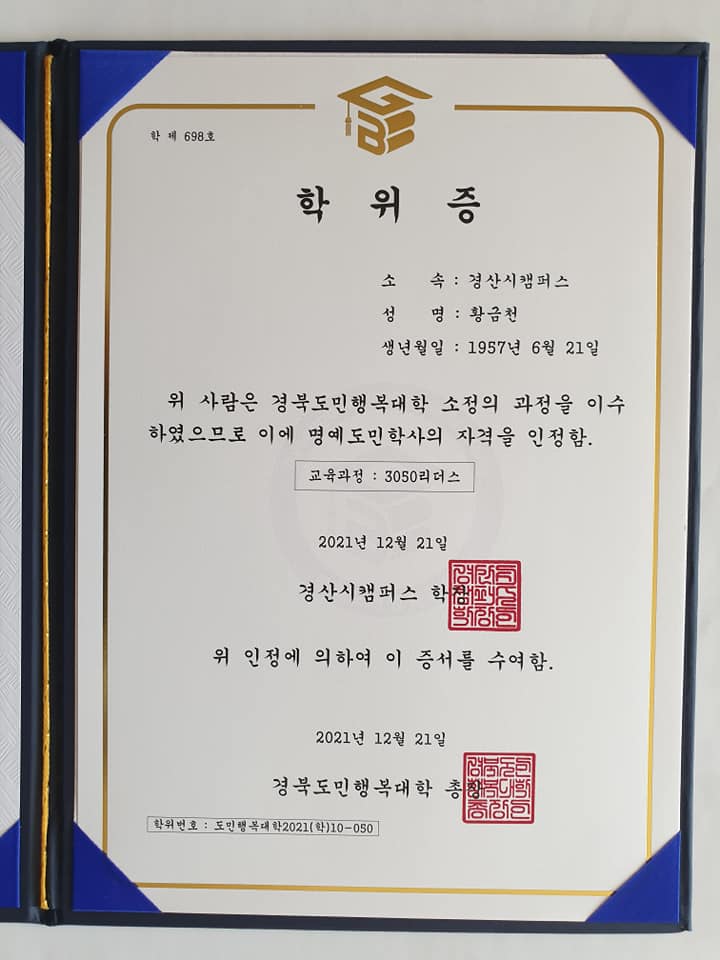 학 제 698호
학 위 증
소 속 : 경산시캠퍼스
성 명 : 황금천
생년월일 : 1957년 6월 21일
위 사람은 경북도민행복대학 소정의 과정을 이수
하였으므로 이에 명예도민학사의 자격을 인정함.
교육과정 : 3050리더스
2021년 12월 21일
경산시캠퍼스 학장
위 인정에 의하여 이 증서를 수여함.
2021년 12월 21일
경북도민행복대학 총장
학위번호 : 도민행복대학2021(학)10-050